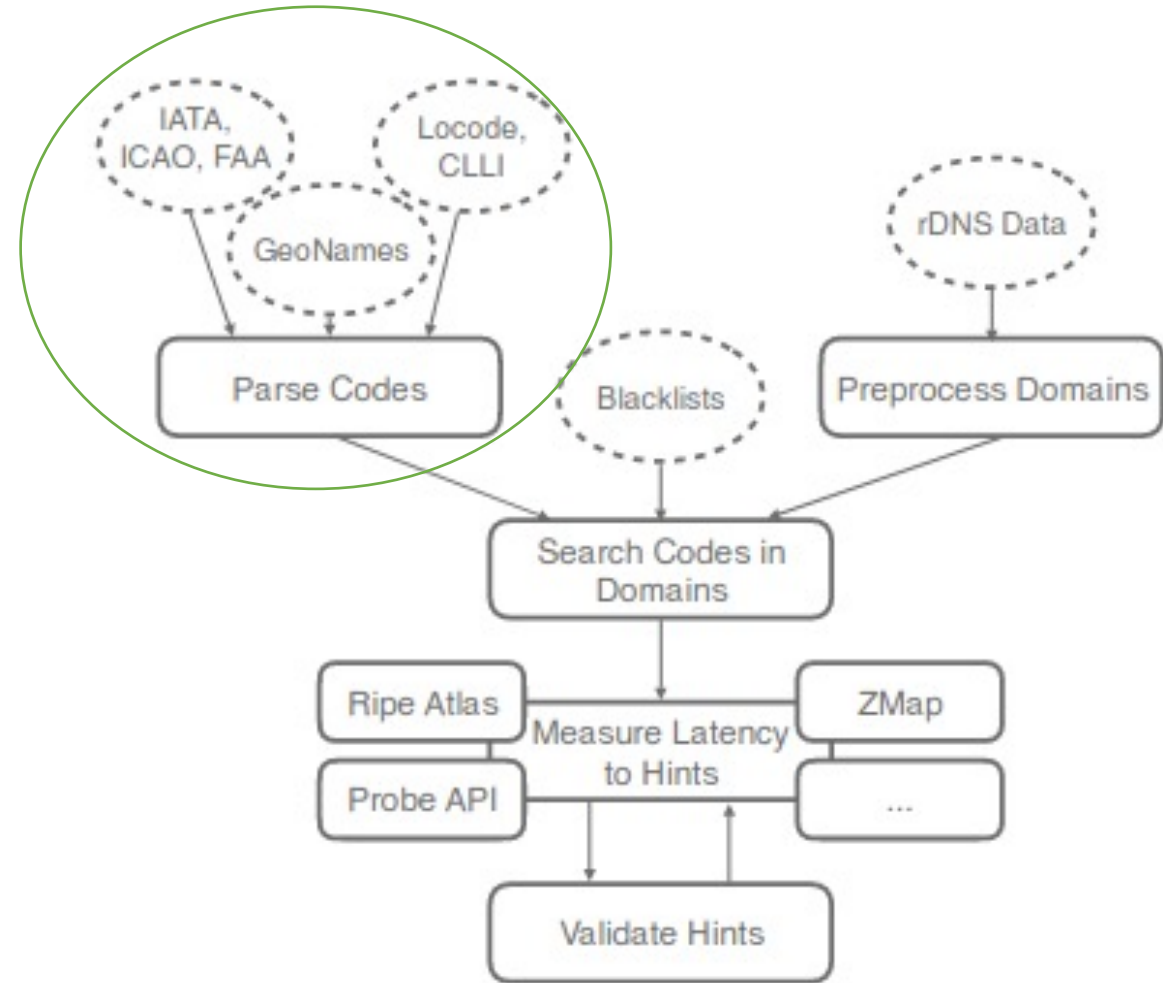 IATA,
ICAO, FAA
Locode,
CLLI
GeoNames
rDNS Data
Parse Codes
Blacklists
Preprocess Domains
Search Codes in
Domains
Ripe Atlas
ZMap
Measure Latency
to Hints
Probe API
...
Validate Hints